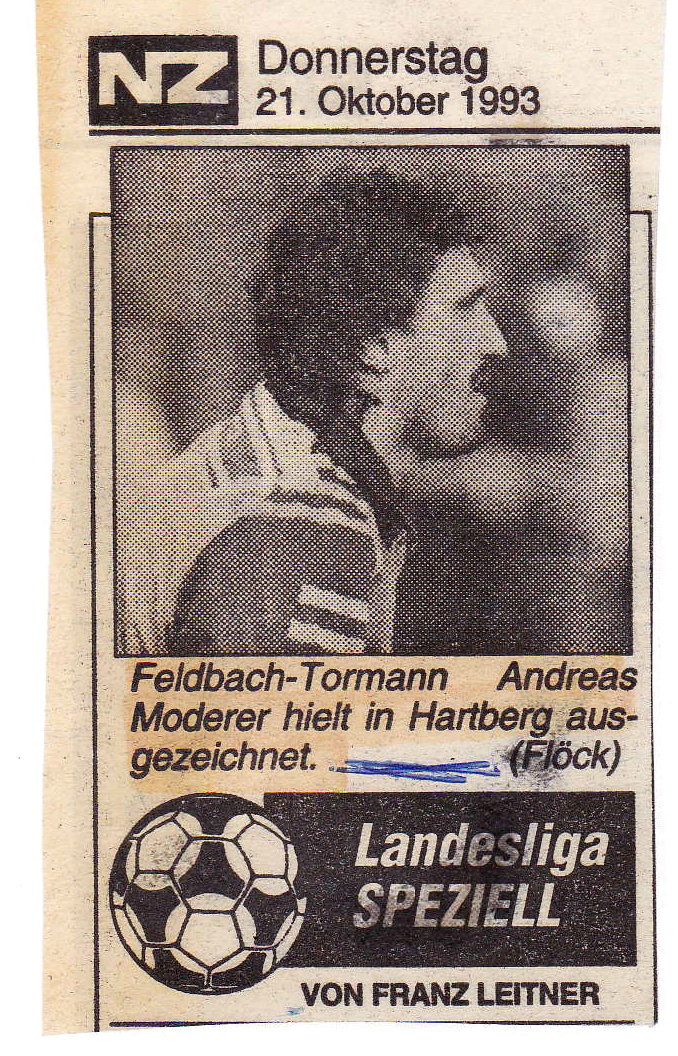 NZ Donnerstag
21. Oktober 1993
Feldbach-Tormann Andreas
Moderer hielt in Hartberg aus-
gezeichnet. (Flöck)
Landesliga
SPEZIELL
VON FRANZ LEITNER